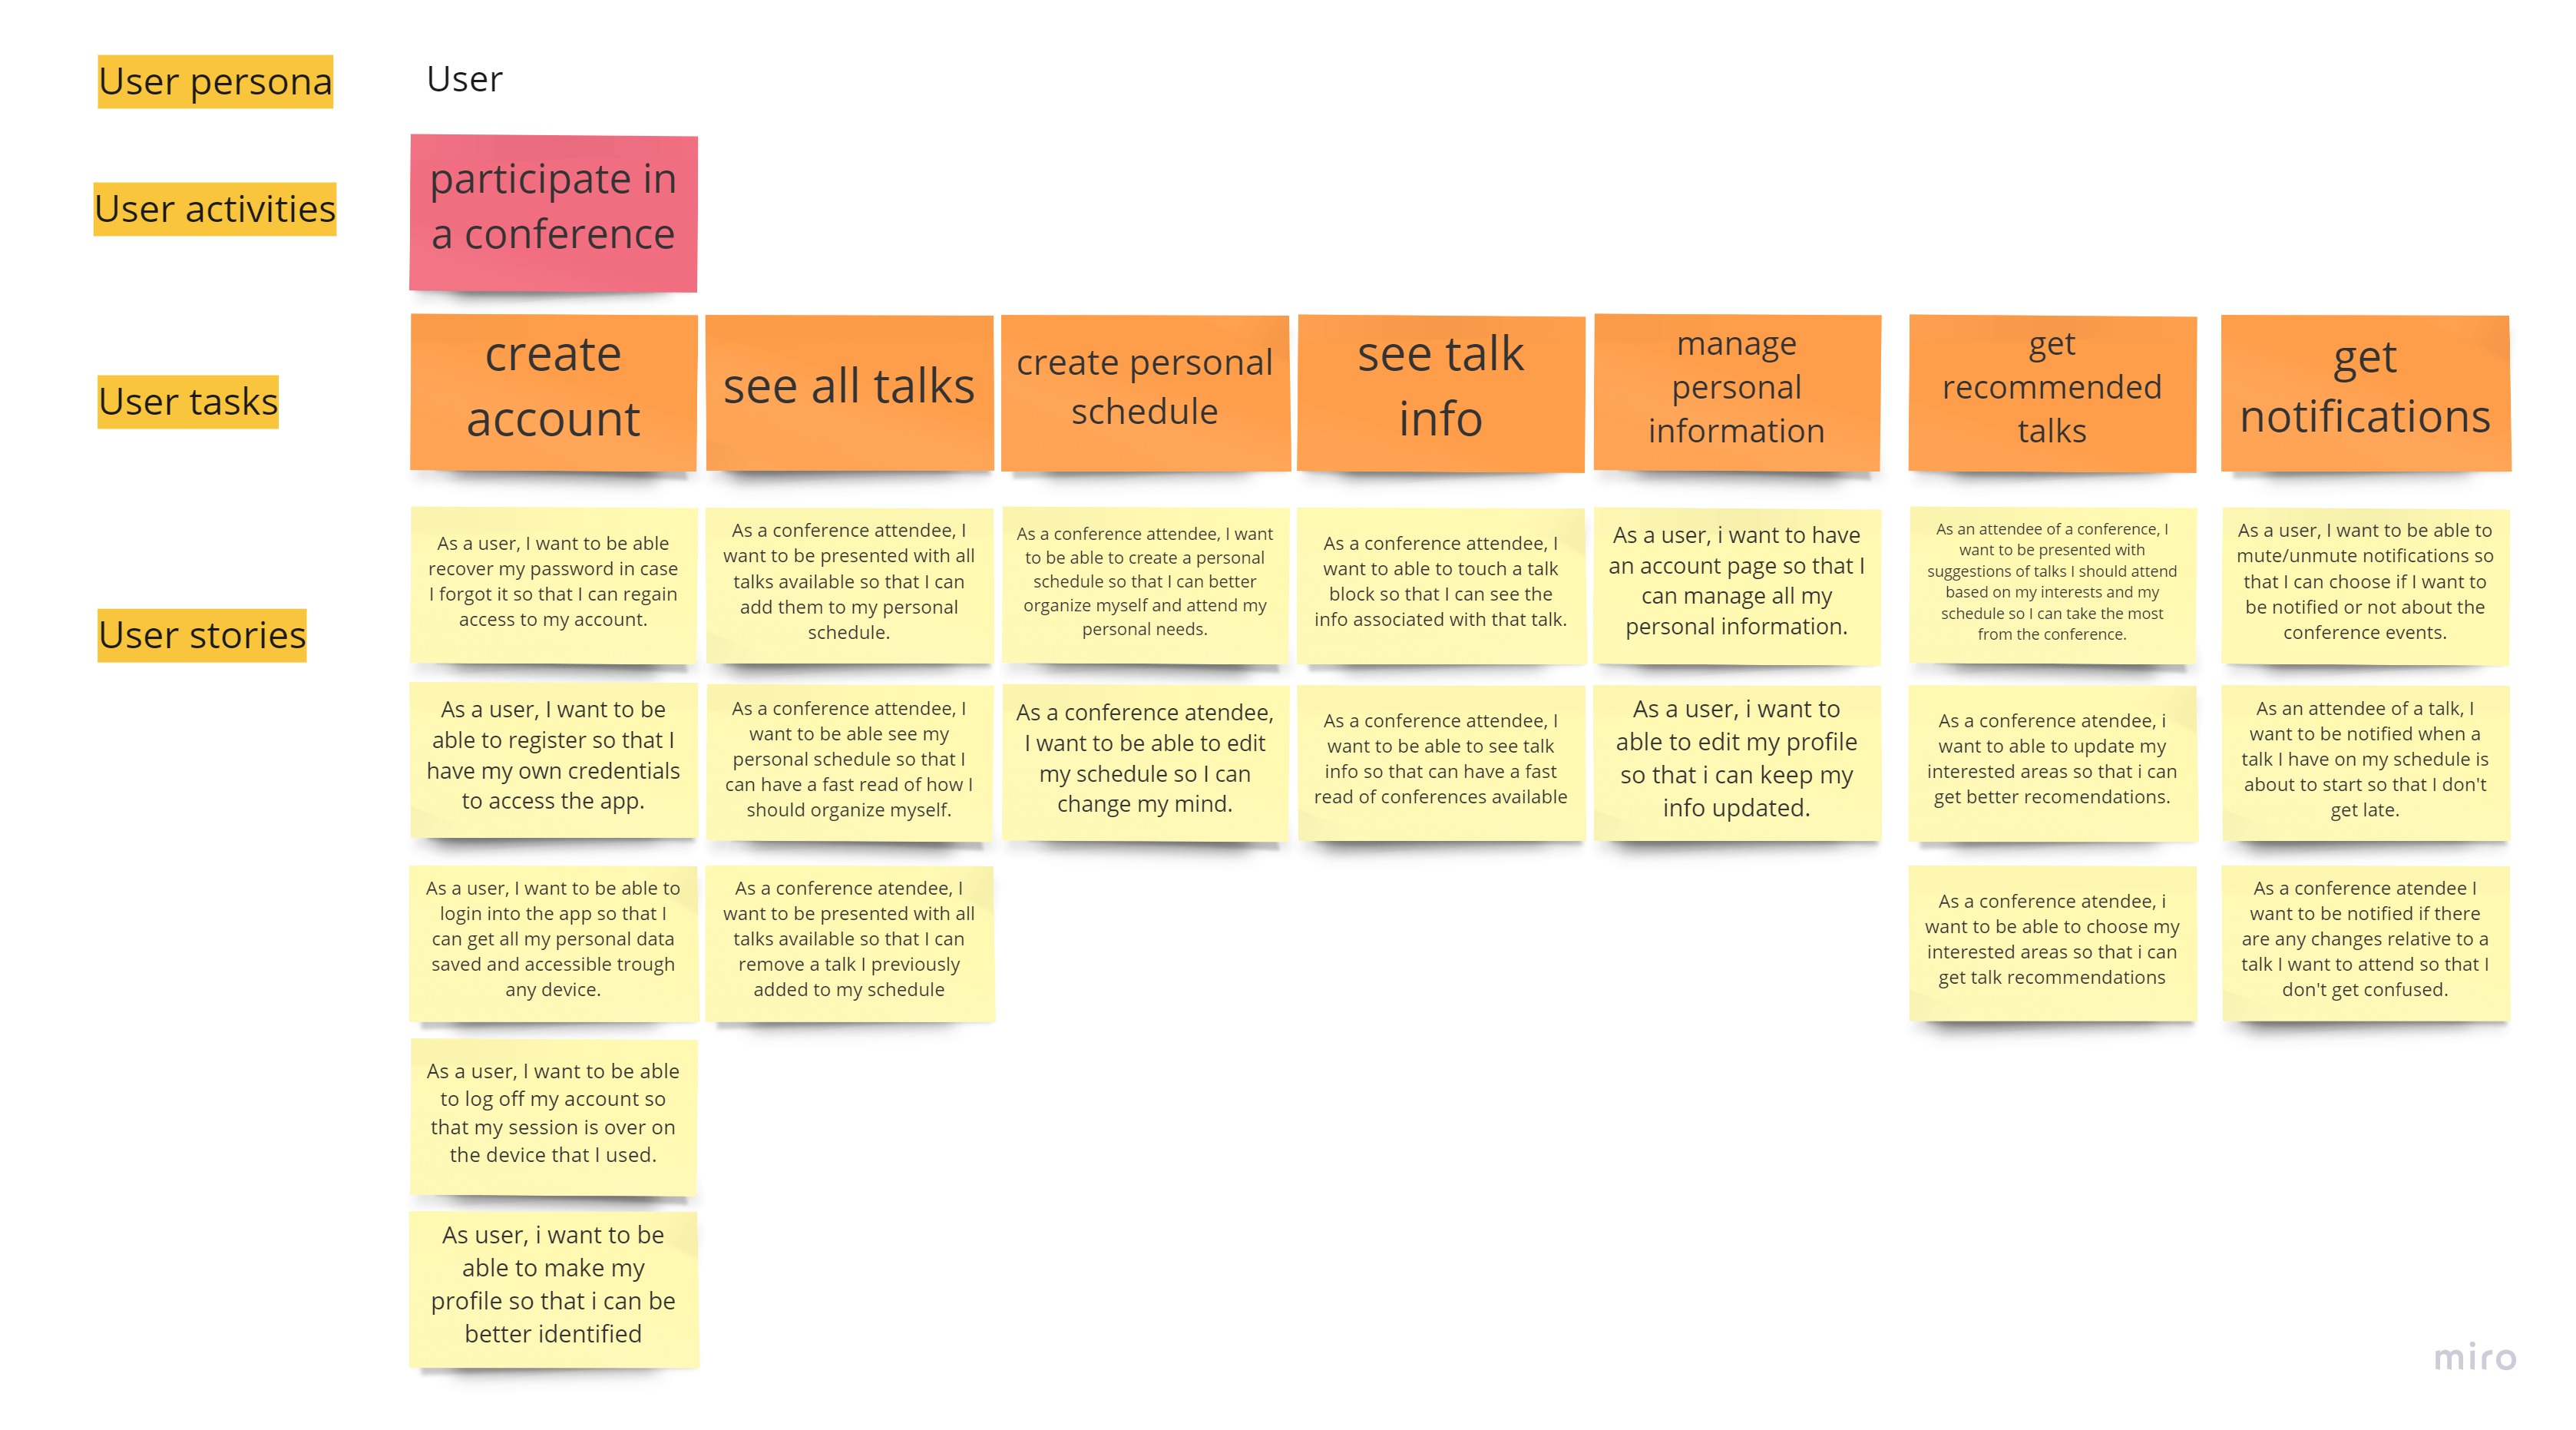 User persona
User
User activities
participate in
a conference
User tasks
create
account
see all talks
create personal
schedule
see talk
info
manage
personal
information
get
recommended
talks
get
notifications
User stories
As a user, I want to be able
recover my password in case
I forgot it so that I can regain
access to my account.
As a conference attendee, I
want to be presented with all
talks available so that I can
add them to my personal
schedule.
As a conference attendee, I want
to be able to create a personal
schedule so that I can better
organize myself and attend my
personal needs.
As a conference attendee, I
want to able to touch a talk
block so that I can see the
info associated with that talk.
As a user, i want to have
an account page so that I
can manage all my
personal information.
As an attendee of a conference, I
want to be presented with
suggestions of talks I should attend
based on my interests and my
schedule so I can take the most
from the conference.
As a user, I want to be able to
mute/unmute notifications so
that I can choose if I want to
be notified or not about the
conference events.
As a user, I want to be
able to register so that I
have my own credentials
to access the app.
As a conference attendee, I
want to be able see my
personal schedule so that I
can have a fast read of how I
should organize myself.
As a conference atendee,
I want to be able to edit
my schedule so I can
change my mind.
As a conference attendee, I
want to be able to see talk
info so that can have a fast
read of conferences available
As a user, i want to
able to edit my profile
so that i can keep my
info updated.
As a conference atendee, i
want to able to update my
interested areas so that i can
get better recomendations.
As an attendee of a talk, I
want to be notified when a
talk I have on my schedule is
about to start so that I don't
get late.
As a user, I want to be able to
login into the app so that I
can get all my personal data
saved and accessible trough
any device.
As a conference atendee, I
want to be presented with all
talks available so that I can
remove a talk I previously
added to my schedule
As a conference atendee, i
want to be able to choose my
interested areas so that i can
get talk recommendations
As a conference atendee I
want to be notified if there
are any changes relative to a
talk I want to attend so that I
don't get confused.
As a user, I want to be able
to log off my account so
that my session is over on
the device that I used.
As user, i want to be
able to make my
profile so that i can be
better identified
miro